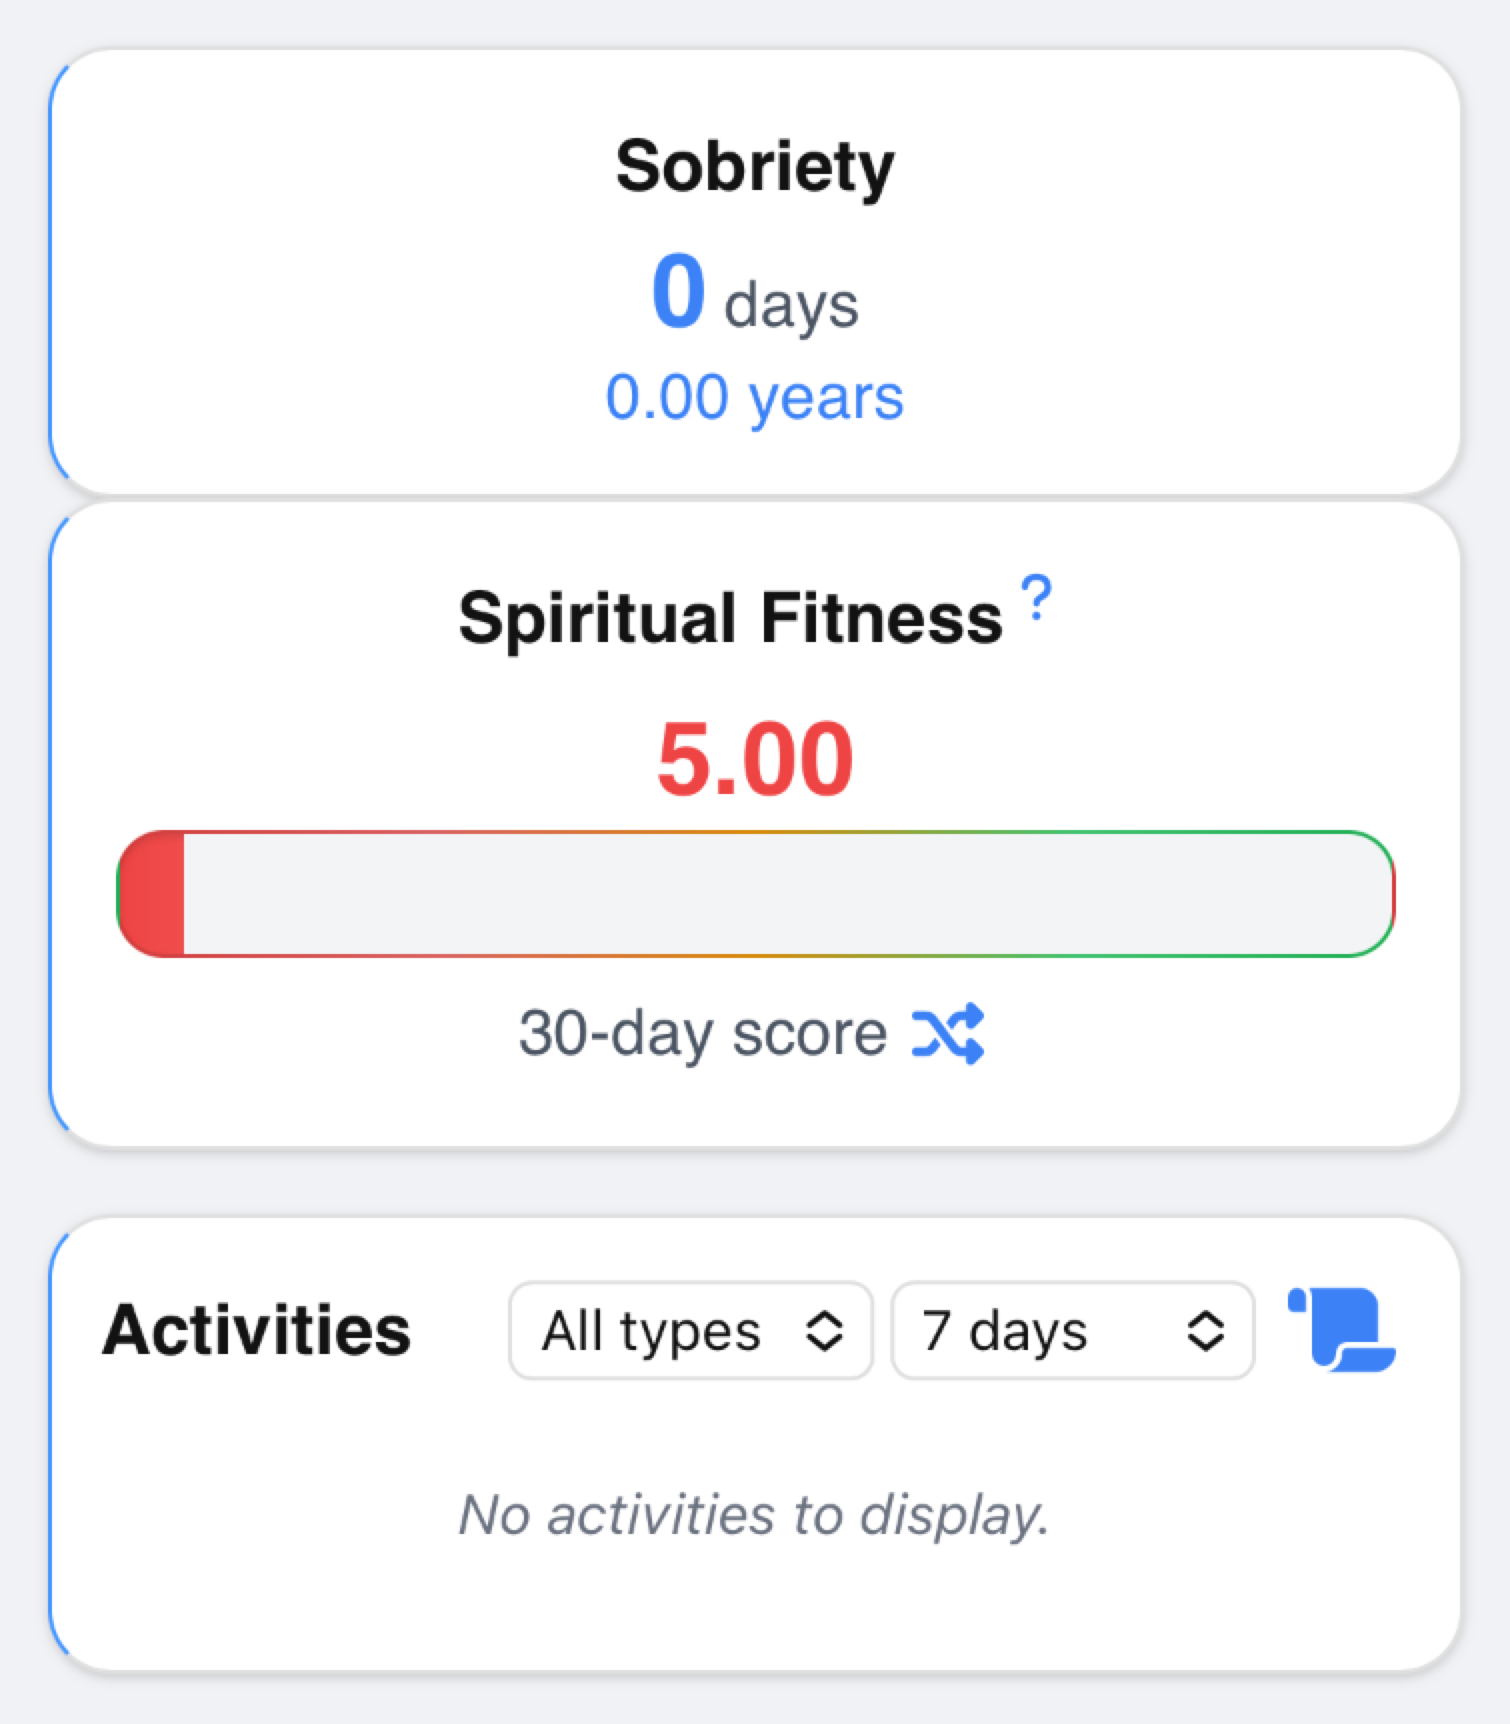 Sobriety
0 days
0.00 years
Spiritual Fitness ?
5.00
30-day score
Activities All types 7 days
No activities to display.